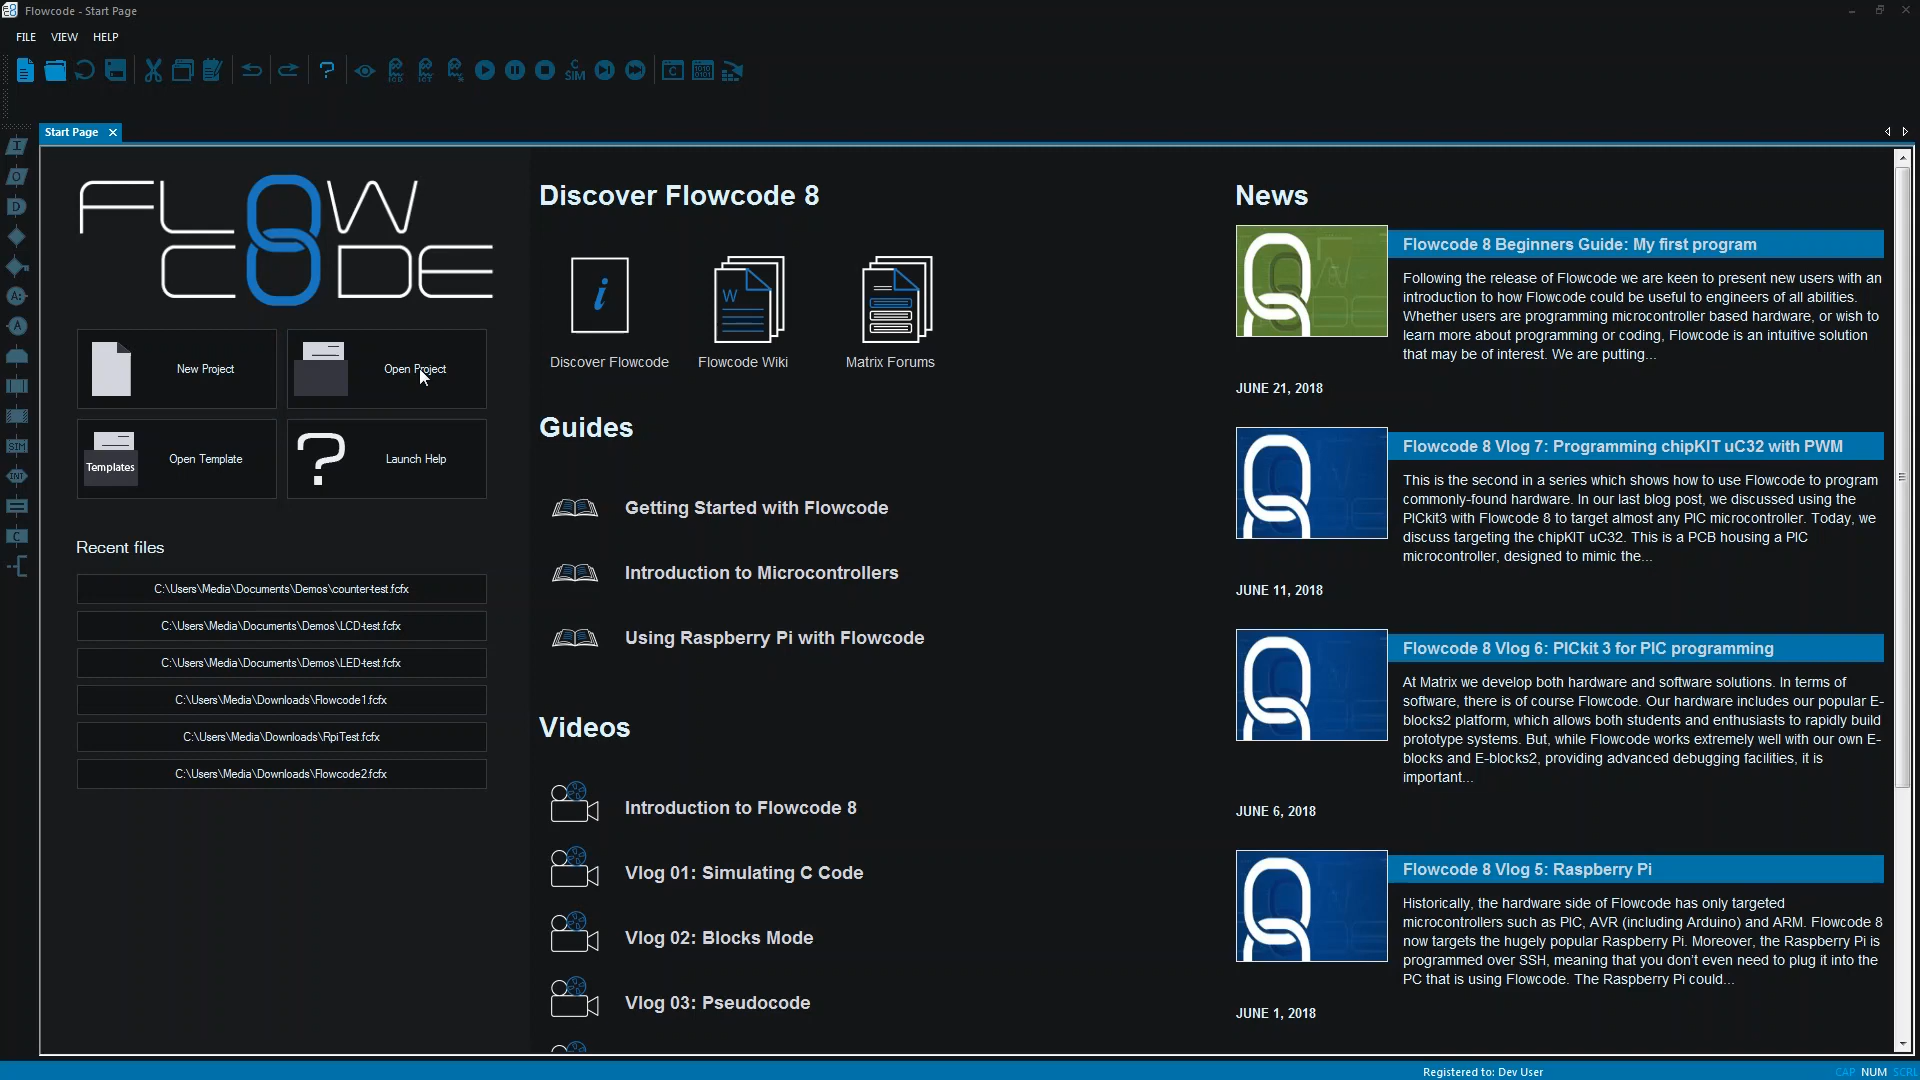 Flowcode - Start Page
FILE VIEW HELP
Start Page
FLOW
CODE
New Project
Open Project
Templates
Open Template
Launch Help
Recent files
C:\Users\Media\Documents\Demos\counter-test.fcfx
C:\Users\Media\Documents\Demos\LCD-test.fcfx
C:\Users\Media\Documents\Demos\LED-test.fcfx
C:\Users\Media\Downloads\Flowcode1.fcfx
C:\Users\Media\Downloads\RpiTest.fcfx
C:\Users\Media\Downloads\Flowcode2.fcfx
Discover Flowcode 8
Discover Flowcode
Flowcode Wiki
Matrix Forums
Guides
Getting Started with Flowcode
Introduction to Microcontrollers
Using Raspberry Pi with Flowcode
Videos
Introduction to Flowcode 8
Vlog 01: Simulating C Code
Vlog 02: Blocks Mode
Vlog 03: Pseudocode
News
Flowcode 8 Beginners Guide: My first program
Following the release of Flowcode we are keen to present new users with an
introduction to how Flowcode could be useful to engineers of all abilities.
Whether users are programming microcontroller based hardware, or wish to
learn more about programming or coding, Flowcode is an intuitive solution
that may be of interest. We are putting...
JUNE 21, 2018
Flowcode 8 Vlog 7: Programming chipKIT uC32 with PWM
This is the second in a series which shows how to use Flowcode to program
commonly-found hardware. In our last blog post, we discussed using the
PICkit3 with Flowcode 8 to target almost any PIC microcontroller. Today, we
discuss targeting the chipKIT uC32. This is a PCB housing a PIC
microcontroller, designed to mimic the...
JUNE 11, 2018
Flowcode 8 Vlog 6: PICkit 3 for PIC programming
At Matrix we develop both hardware and software solutions. In terms of
software, there is of course Flowcode. Our hardware includes our popular E-
blocks2 platform, which allows both students and enthusiasts to rapidly build
prototype systems. But, while Flowcode works extremely well with our own E-
blocks and E-blocks2, providing advanced debugging facilities, it is
important...
JUNE 6, 2018
Flowcode 8 Vlog 5: Raspberry Pi
Historically, the hardware side of Flowcode has only targeted
microcontrollers such as PIC, AVR (including Arduino) and ARM. Flowcode 8
now targets the hugely popular Raspberry Pi. Moreover, the Raspberry Pi is
programmed over SSH, meaning that you don't even need to plug it into the
PC that is using Flowcode. The Raspberry Pi could...
JUNE 1, 2018
Registered to: Dev User
CAP NUM SCRL